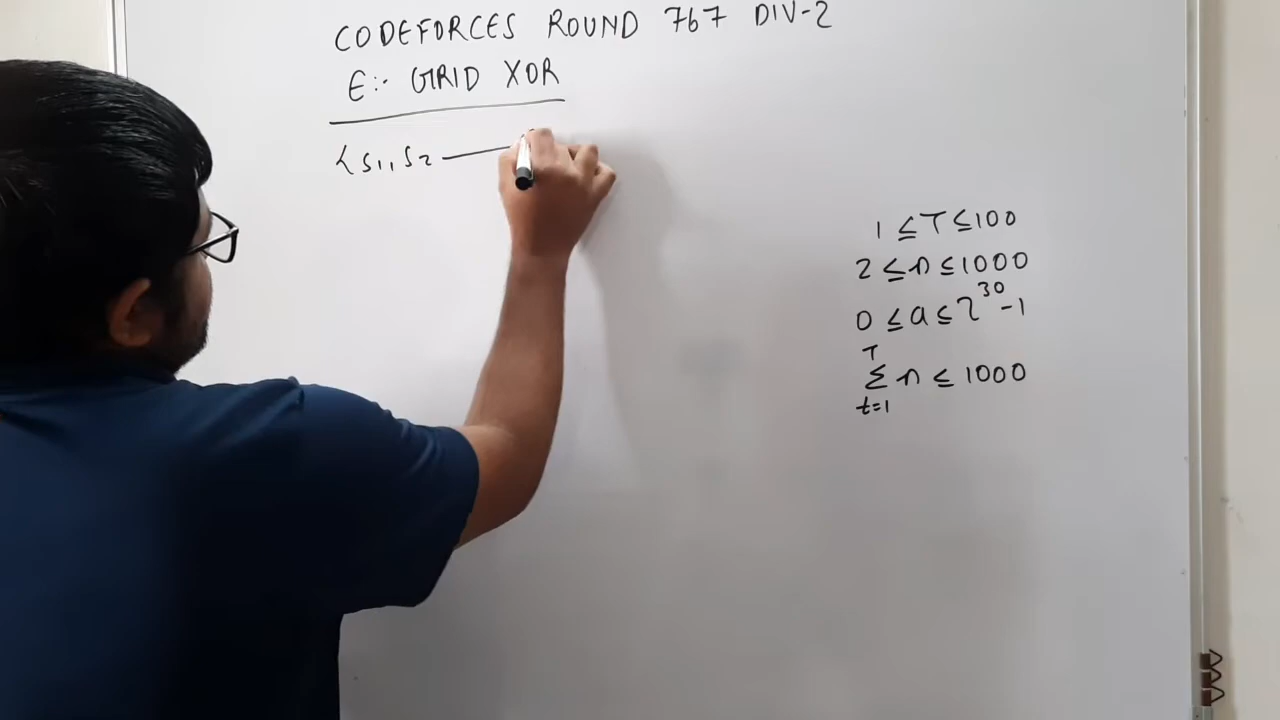 CODEFORCES ROUND 767 DIV-2
E:- GRID XOR
{S1, S2
1 ≤ T ≤ 100
2 ≤ n ≤ 1000
0 ≤ a ≤ 2^30 - 1
T
Σ n ≤ 1000
t=1